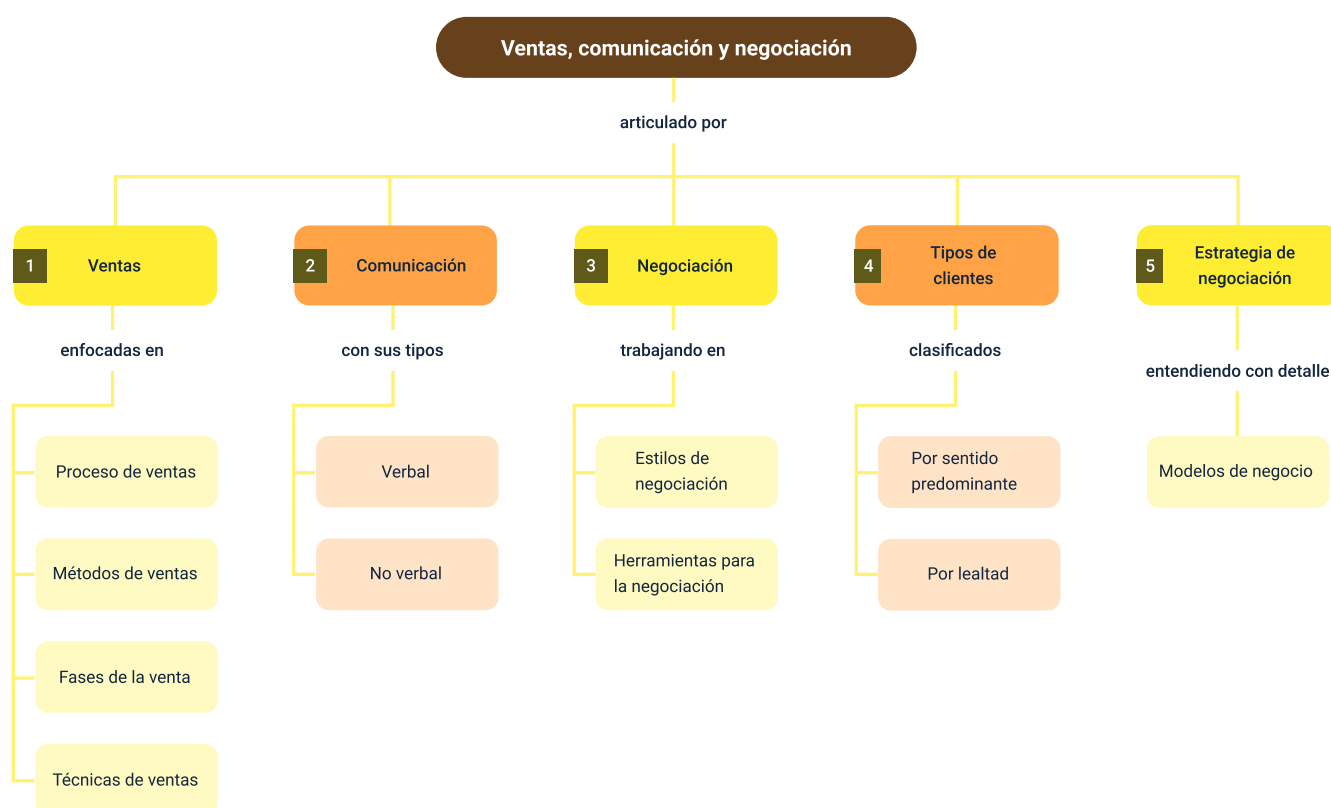 Ventas, comunicación y negociación
articulado por
1
Ventas
enfocadas en
Proceso de ventas
Métodos de ventas
Fases de la venta
Técnicas de ventas
2
Comunicación
con sus tipos
Verbal
No verbal
3
Negociación
trabajando en
Estilos de
negociación
Herramientas para
la negociación
4
Tipos de
clientes
clasificados
Por sentido
predominante
Por lealtad
5
Estrategia de
negociación
entendiendo con detalle
Modelos de negocio